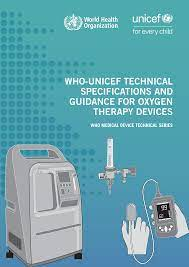 World Health
Organization
unicef
for every child
WHO-UNICEF TECHNICAL
SPECIFICATIONS AND
GUIDANCE FOR OXYGEN
THERAPY DEVICES
WHO MEDICAL DEVICE TECHNICAL SERIES